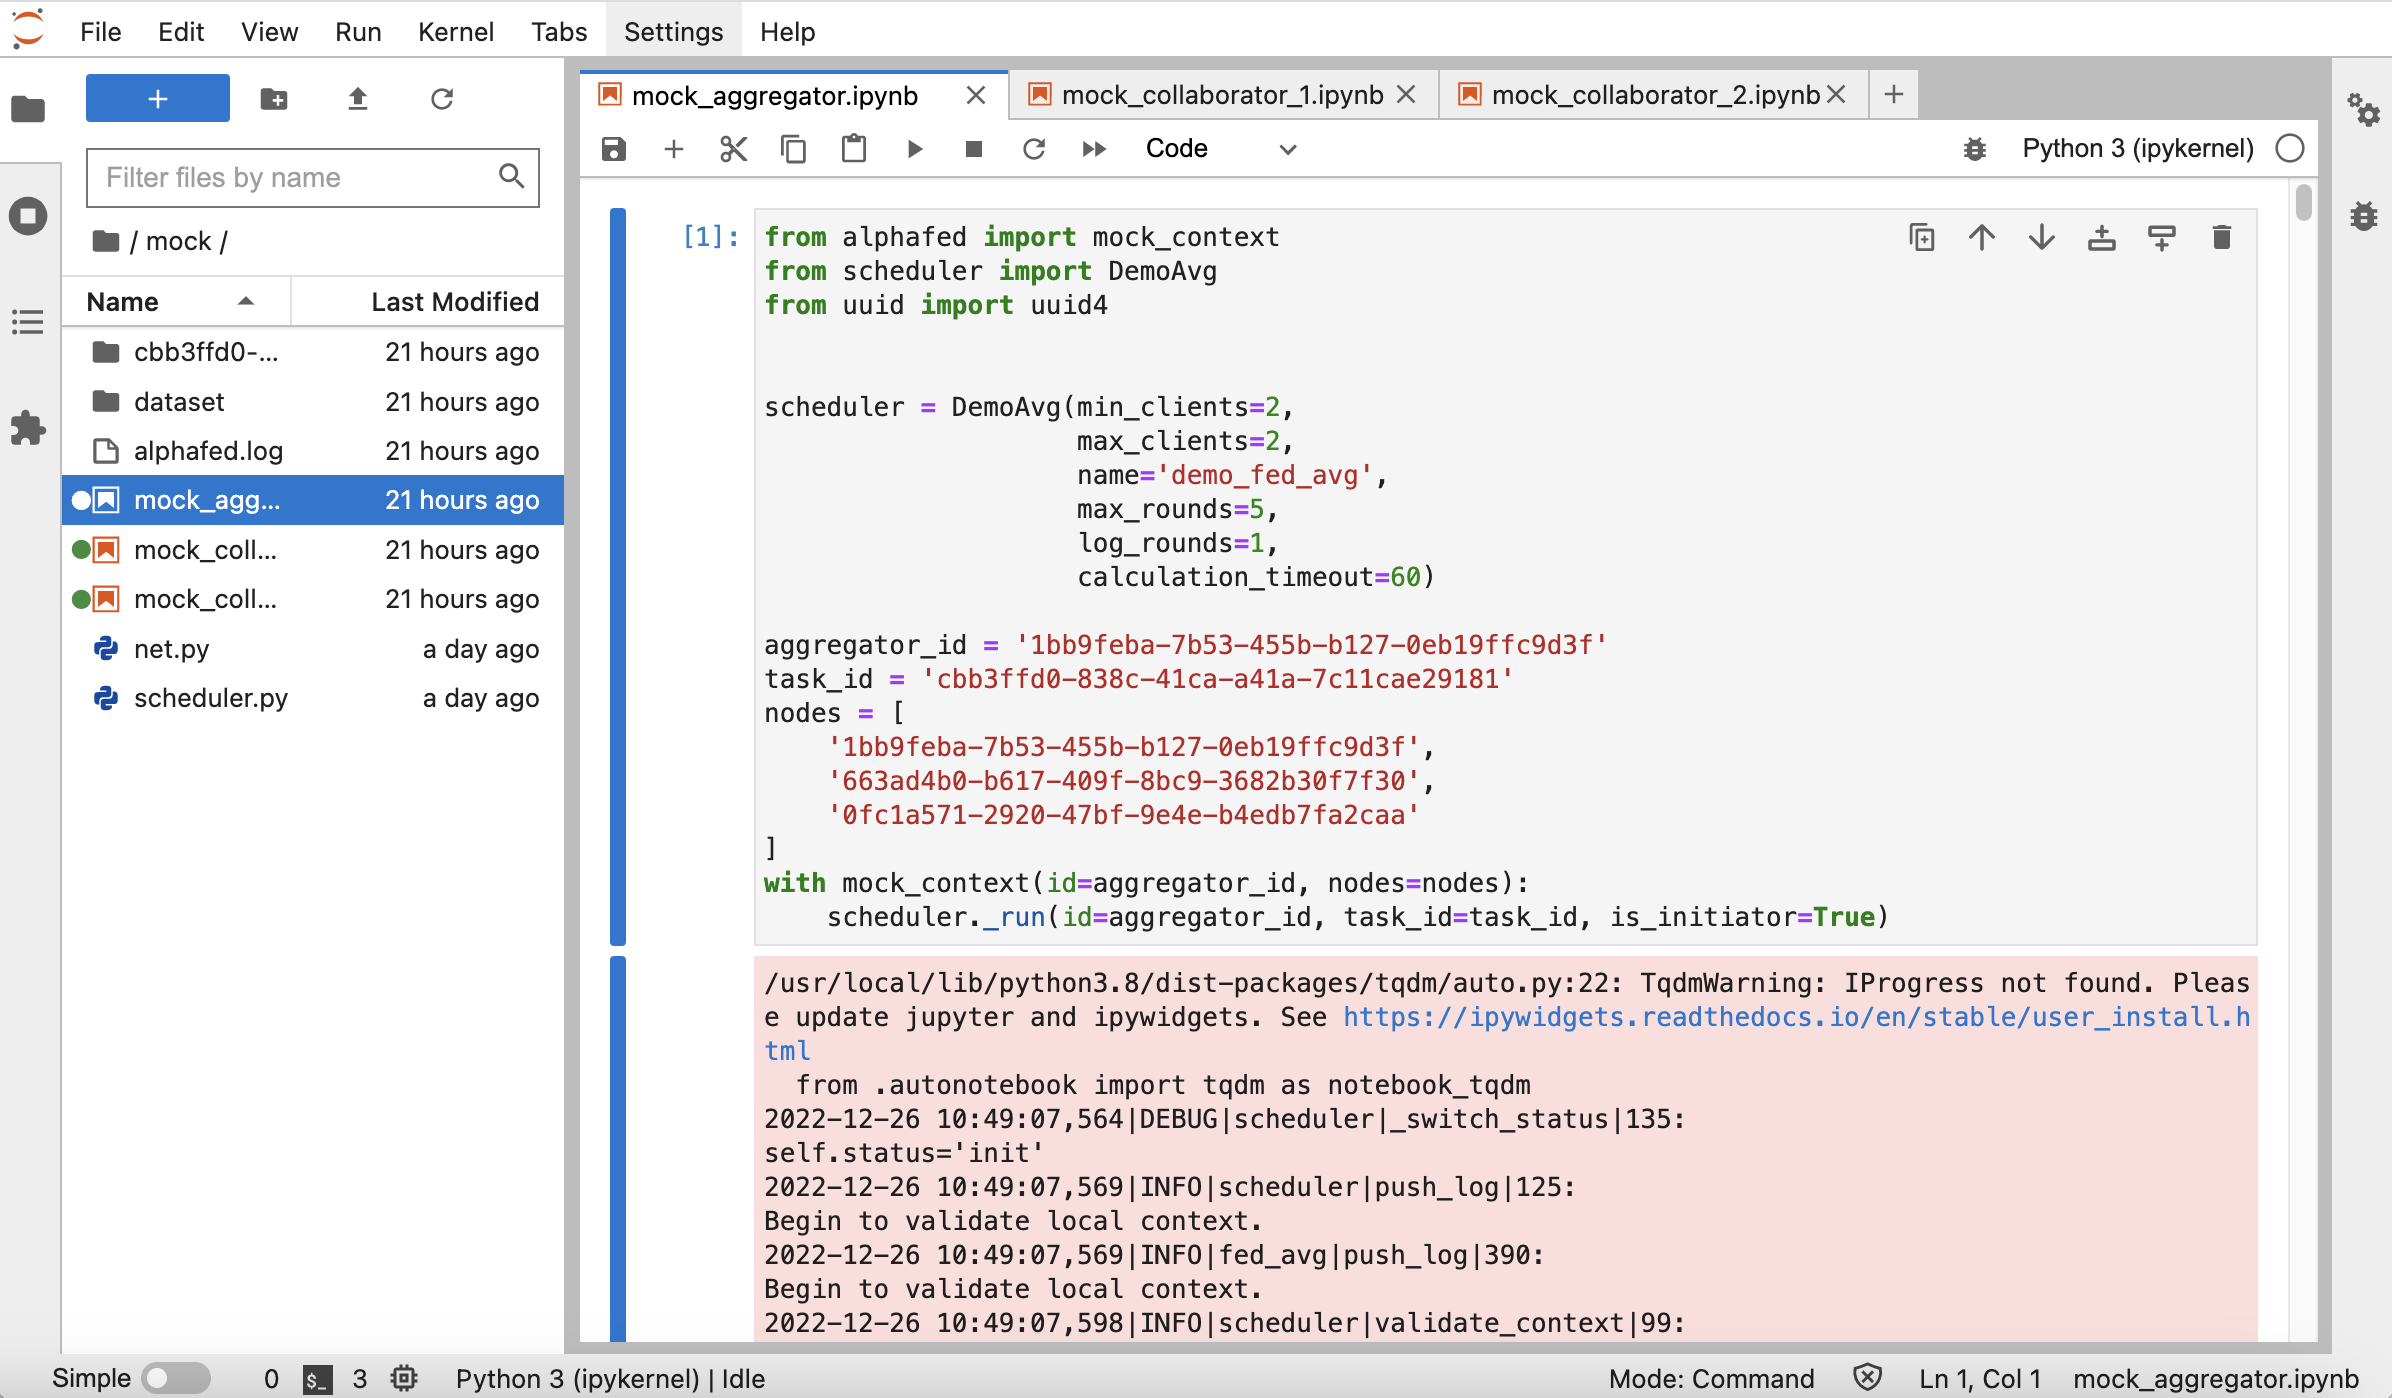 File Edit View Run Kernel Tabs Settings Help
Filter files by name
/ mock /
Name Last Modified
cbb3ffd0-... 21 hours ago
dataset 21 hours ago
alphafed.log 21 hours ago
mock_agg... 21 hours ago
mock_coll... 21 hours ago
mock_coll... 21 hours ago
net.py a day ago
scheduler.py a day ago
mock_aggregator.ipynb mock_collaborator_1.ipynb mock_collaborator_2.ipynb
Code Python 3 (ipykernel)
[1]: from alphafed import mock_context
from scheduler import DemoAvg
from uuid import uuid4
scheduler = DemoAvg(min_clients=2,
max_clients=2,
name='demo_fed_avg',
max_rounds=5,
log_rounds=1,
calculation_timeout=60)
aggregator_id = '1bb9feba-7b53-455b-b127-0eb19ffc9d3f'
task_id = 'cbb3ffd0-838c-41ca-a41a-7c11cae29181'
nodes = [
'1bb9feba-7b53-455b-b127-0eb19ffc9d3f',
'663ad4b0-b617-409f-8bc9-3682b30f7f30',
'0fc1a571-2920-47bf-9e4e-b4edb7fa2caa'
]
with mock_context(id=aggregator_id, nodes=nodes):
scheduler._run(id=aggregator_id, task_id=task_id, is_initiator=True)
/usr/local/lib/python3.8/dist-packages/tqdm/auto.py:22: TqdmWarning: IProgress not found. Pleas
e update jupyter and ipywidgets. See https://ipywidgets.readthedocs.io/en/stable/user_install.h
tml
from .autonotebook import tqdm as notebook_tqdm
2022-12-26 10:49:07,564|DEBUG|scheduler|_switch_status|135:
self.status='init'
2022-12-26 10:49:07,569|INFO|scheduler|push_log|125:
Begin to validate local context.
2022-12-26 10:49:07,569|INFO|fed_avg|push_log|390:
Begin to validate local context.
2022-12-26 10:49:07,598|INFO|scheduler|validate_context|99:
Simple 0 $_ 3 Python 3 (ipykernel) | Idle Mode: Command Ln 1, Col 1 mock_aggregator.ipynb